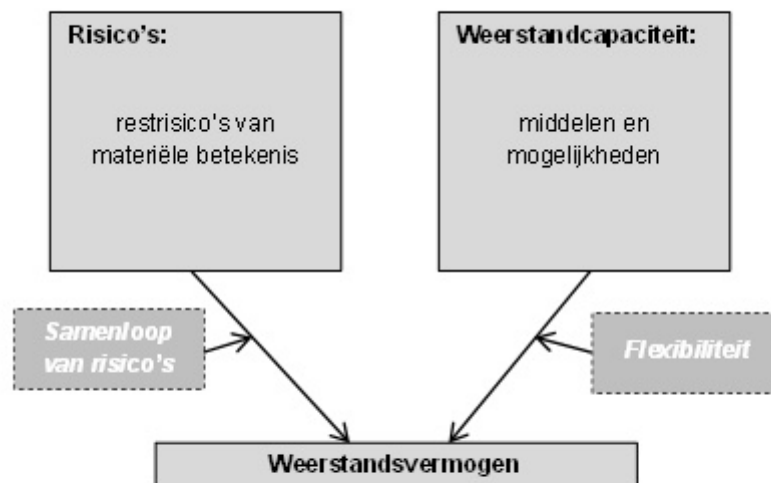 Risico's:
restrisico's van
materiële betekenis
Weerstandcapaciteit:
middelen en
mogelijkheden
Samenloop
van risico's
Flexibiliteit
Weerstandsvermogen